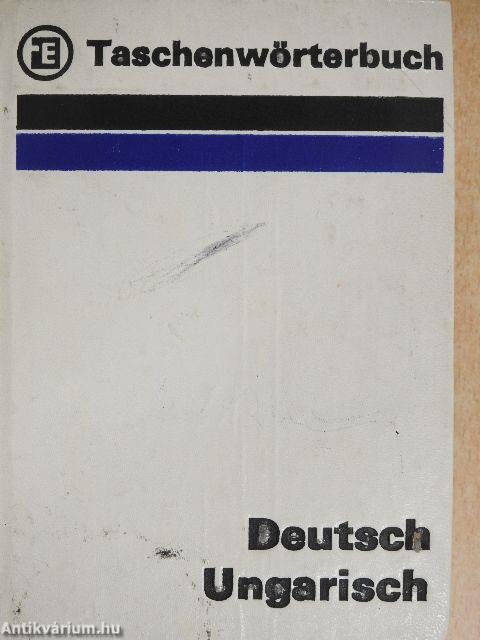 Taschenwörterbuch
Deutsch
Ungarisch
Antikvárium.hu